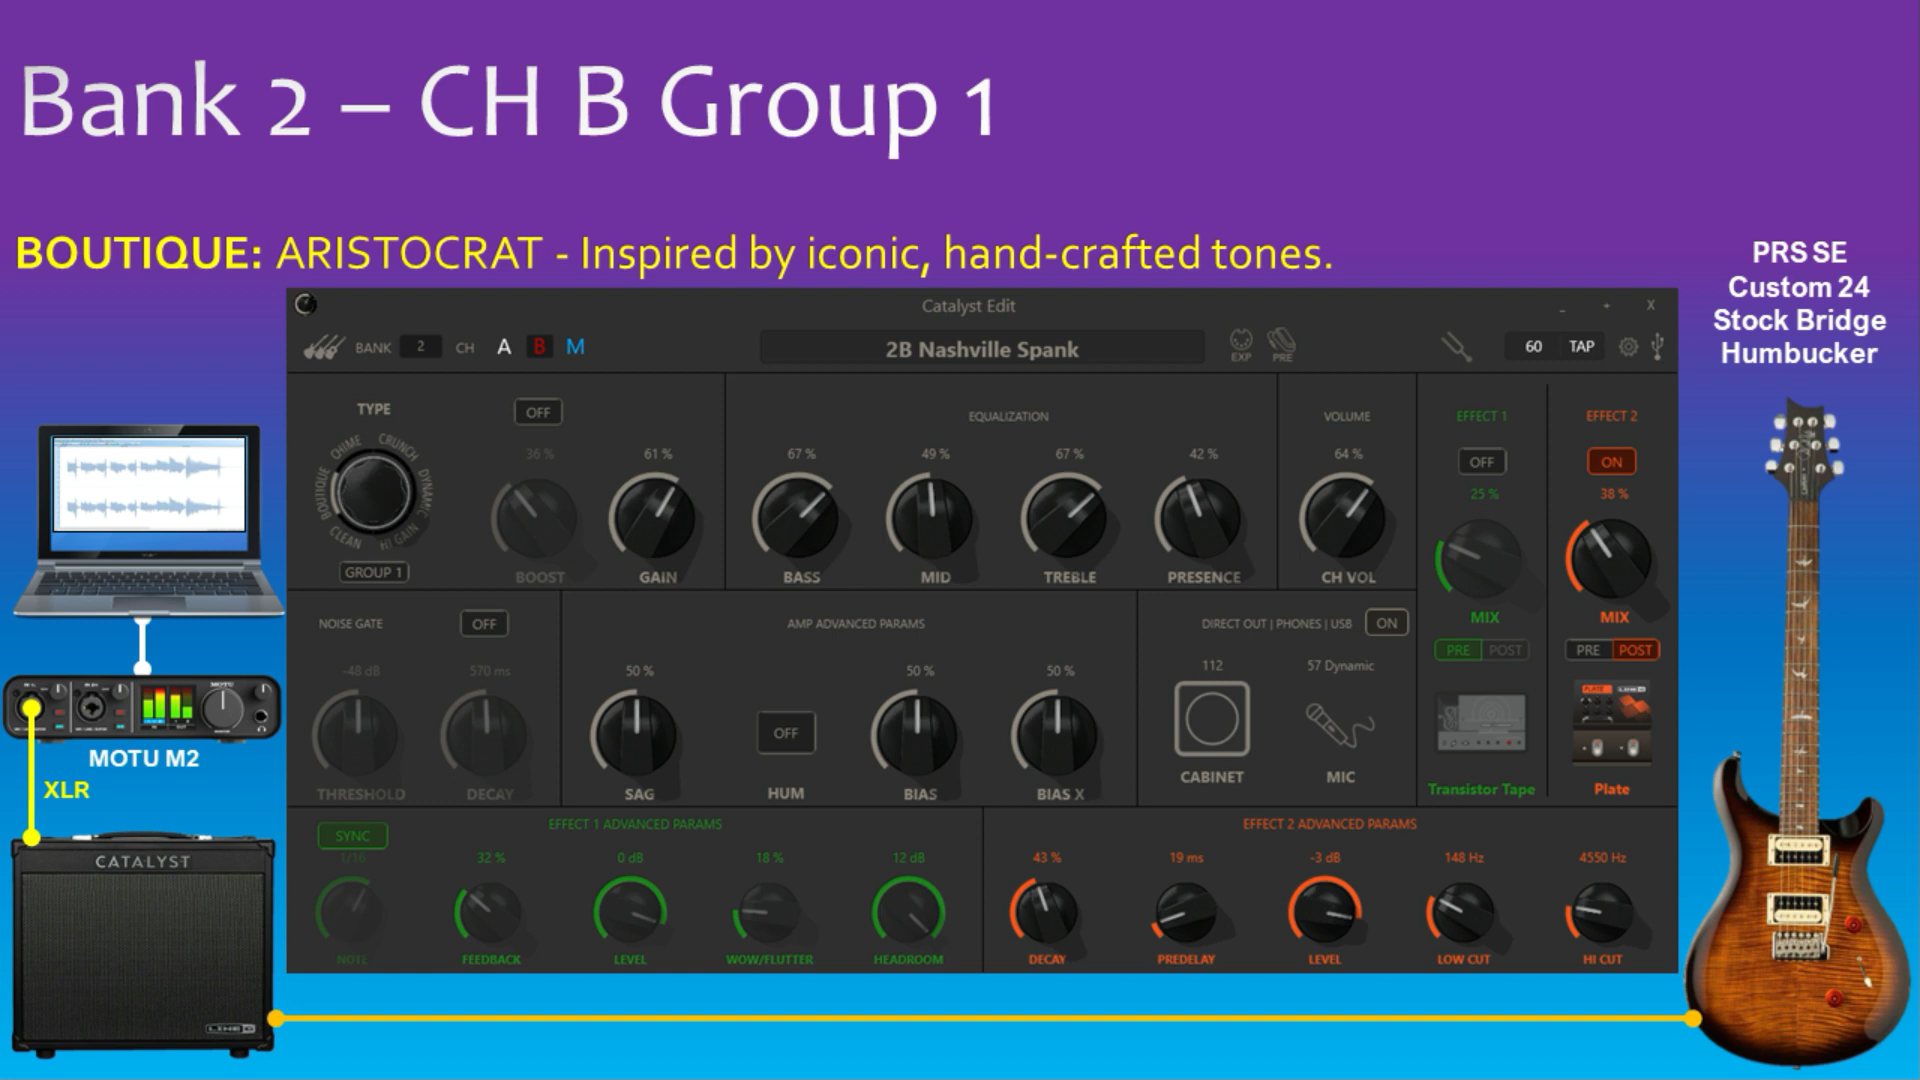 Bank 2 – CH B Group 1
BOUTIQUE: ARISTOCRAT - Inspired by iconic, hand-crafted tones.
PRS SE
Custom 24
Stock Bridge
Humbucker
Catalyst Edit
BANK 2 CH A B M
2B Nashville Spank
EXP PRE
60 TAP
TYPE
BOUTIQUE CHIME CRUNCH DYNAMIC HI GAIN CLEAN
GROUP 1
OFF
36 % 61 %
BOOST GAIN
EQUALIZATION
67 % 49 % 67 % 42 %
BASS MID TREBLE PRESENCE
VOLUME
64 %
CH VOL
EFFECT 1
OFF
25 %
MIX
PRE POST
Transistor Tape
EFFECT 2
ON
38 %
MIX
PRE POST
PLATE LINE 6
Plate
NOISE GATE OFF
-48 dB 570 ms
THRESHOLD DECAY
AMP ADVANCED PARAMS
50 % OFF 50 % 50 %
SAG HUM BIAS BIAS X
DIRECT OUT | PHONES | USB ON
112 57 Dynamic
CABINET MIC
EFFECT 1 ADVANCED PARAMS
SYNC
1/16 32 % 0 dB 18 % 12 dB
NOTE FEEDBACK LEVEL WOW/FLUTTER HEADROOM
EFFECT 2 ADVANCED PARAMS
43 % 19 ms -3 dB 148 Hz 4550 Hz
DECAY PREDELAY LEVEL LOW CUT HI CUT
MOTU
MOTU M2
XLR
CATALYST
LINE 6